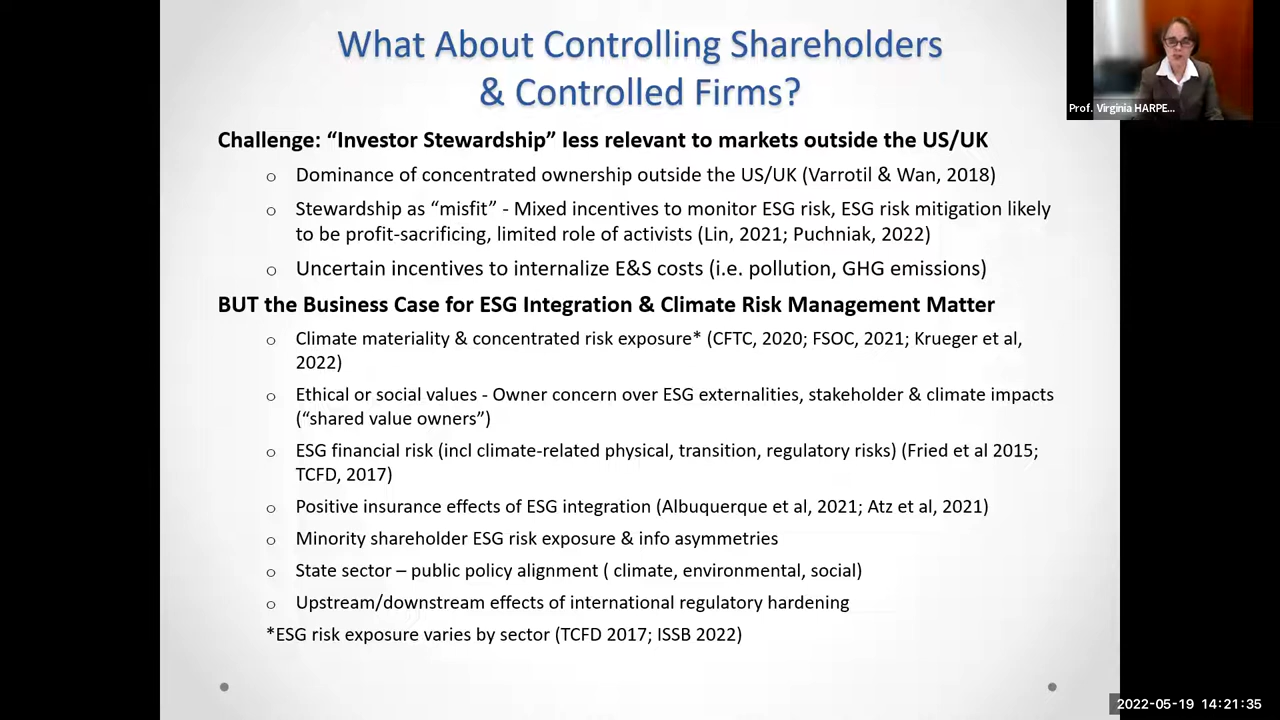 What About Controlling Shareholders
& Controlled Firms?
Prof. Virginia HARPE...
Challenge: “Investor Stewardship” less relevant to markets outside the US/UK
o Dominance of concentrated ownership outside the US/UK (Varrotil & Wan, 2018)
o Stewardship as “misfit” - Mixed incentives to monitor ESG risk, ESG risk mitigation likely
to be profit-sacrificing, limited role of activists (Lin, 2021; Puchniak, 2022)
o Uncertain incentives to internalize E&S costs (i.e. pollution, GHG emissions)
BUT the Business Case for ESG Integration & Climate Risk Management Matter
o Climate materiality & concentrated risk exposure* (CFTC, 2020; FSOC, 2021; Krueger et al,
2022)
o Ethical or social values - Owner concern over ESG externalities, stakeholder & climate impacts
(“shared value owners”)
o ESG financial risk (incl climate-related physical, transition, regulatory risks) (Fried et al 2015;
TCFD, 2017)
o Positive insurance effects of ESG integration (Albuquerque et al, 2021; Atz et al, 2021)
o Minority shareholder ESG risk exposure & info asymmetries
o State sector – public policy alignment ( climate, environmental, social)
o Upstream/downstream effects of international regulatory hardening
*ESG risk exposure varies by sector (TCFD 2017; ISSB 2022)
2022-05-19 14:21:35